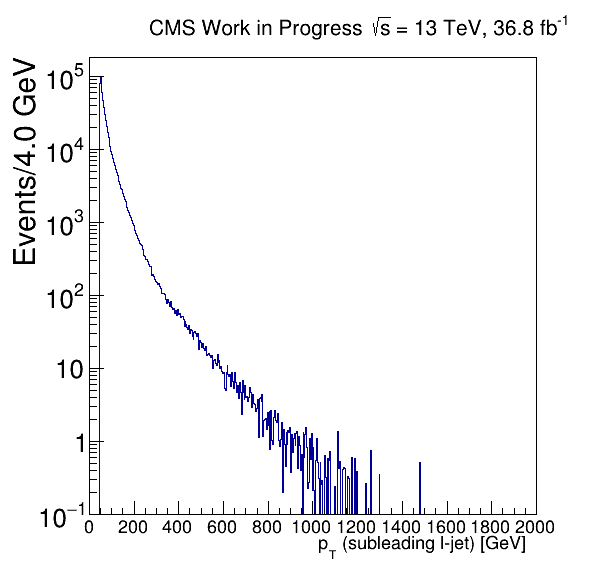 CMS Work in Progress √s = 13 TeV, 36.8 fb⁻¹
Events/4.0 GeV
10⁵
10⁴
10³
10²
10
1
10⁻¹
0 200 400 600 800 1000 1200 1400 1600 1800 2000
p_T (subleading l-jet) [GeV]